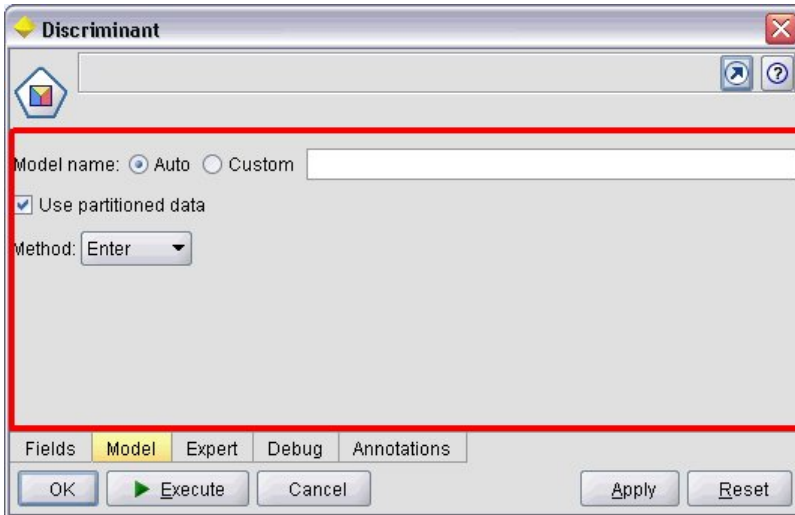 Discriminant
Model name: Auto Custom
Use partitioned data
Method: Enter
Fields Model Expert Debug Annotations
OK Execute Cancel Apply Reset